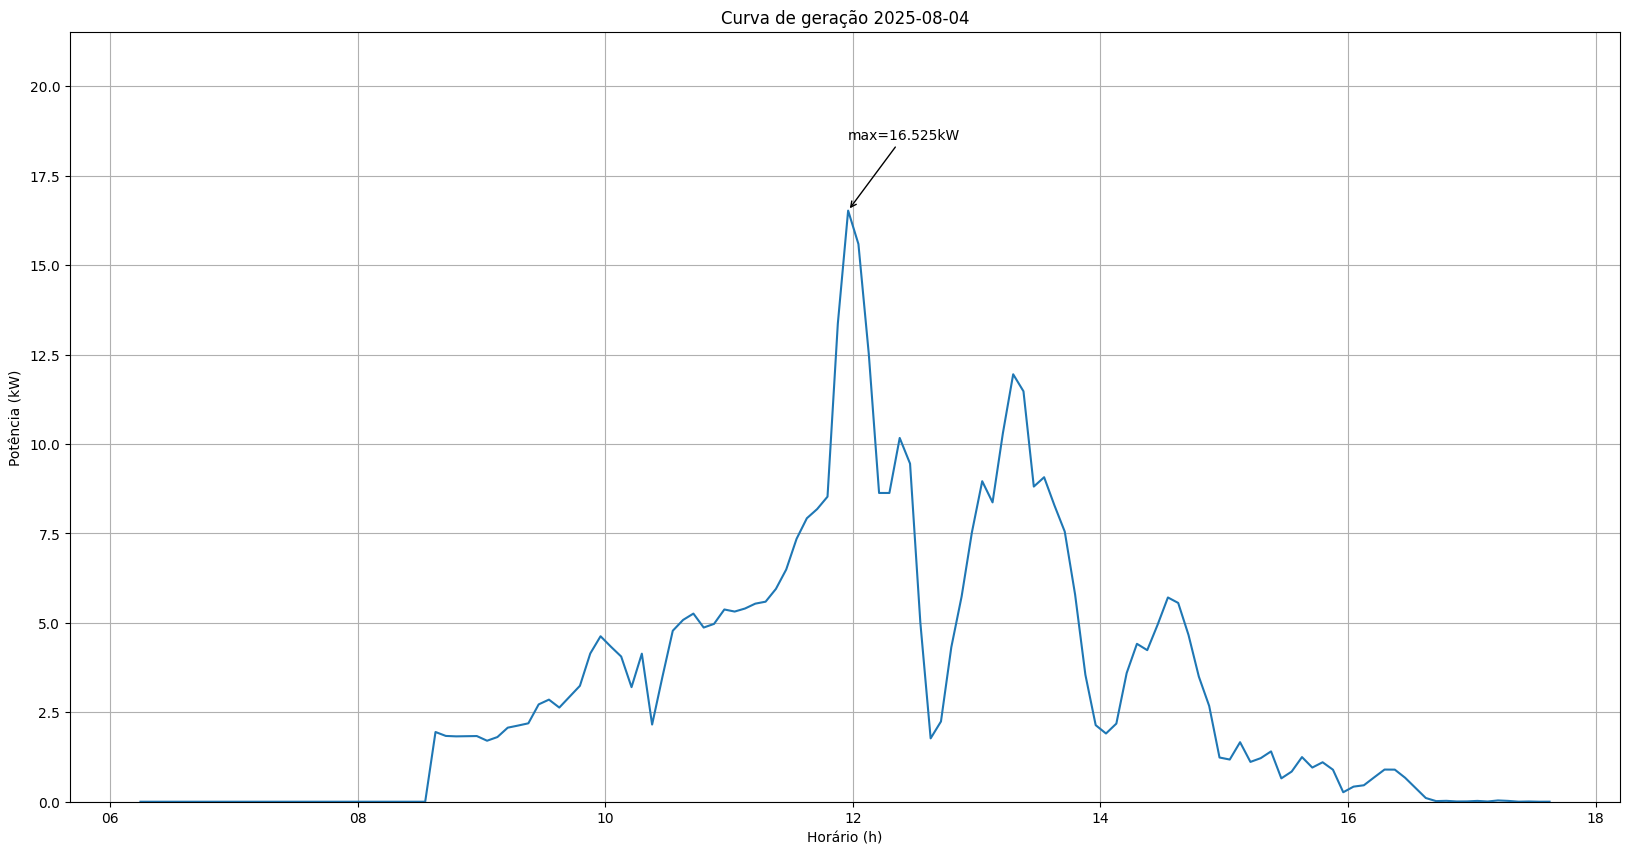 Curva de geração 2025-08-04
20.0
17.5
15.0
12.5
10.0
7.5
5.0
2.5
0.0
Potência (kW)
max=16.525kW
06 08 10 12 14 16 18
Horário (h)